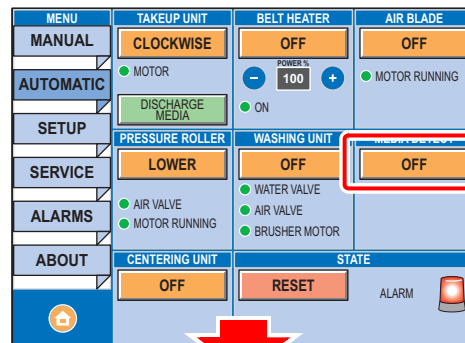 MENU
MANUAL
AUTOMATIC
SETUP
SERVICE
ALARMS
ABOUT
TAKEUP UNIT
CLOCKWISE
MOTOR
DISCHARGE
MEDIA
BELT HEATER
OFF
POWER %
100
ON
AIR BLADE
OFF
MOTOR RUNNING
PRESSURE ROLLER
LOWER
AIR VALVE
MOTOR RUNNING
WASHING UNIT
OFF
WATER VALVE
AIR VALVE
BRUSHER MOTOR
MEDIA DETECT
OFF
CENTERING UNIT
OFF
STATE
RESET
ALARM